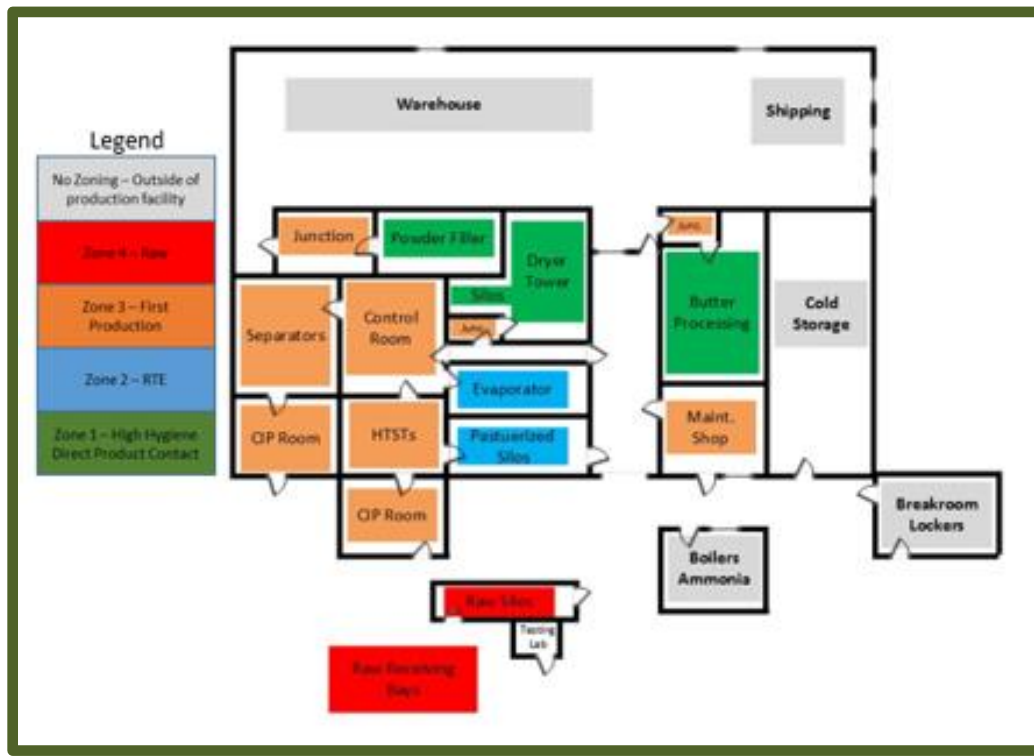 Warehouse
Shipping
Legend
No Zoning – Outside of
production facility
Zone 4 – Raw
Zone 3 – First
Production
Zone 2 – RTE
Zone 1 – High Hygiene
Direct Product Contact
Junction
Powder Filler
Dryer
Tower
Junc.
Silos
Separators
Control
Room
Junc.
Butter
Processing
Cold
Storage
Evaporator
CIP Room
HTSTs
Pastuerized
Silos
Maint.
Shop
CIP Room
Breakroom
Lockers
Boilers
Ammonia
Raw Silos
Testing
Lab
Raw Receiving
Bays